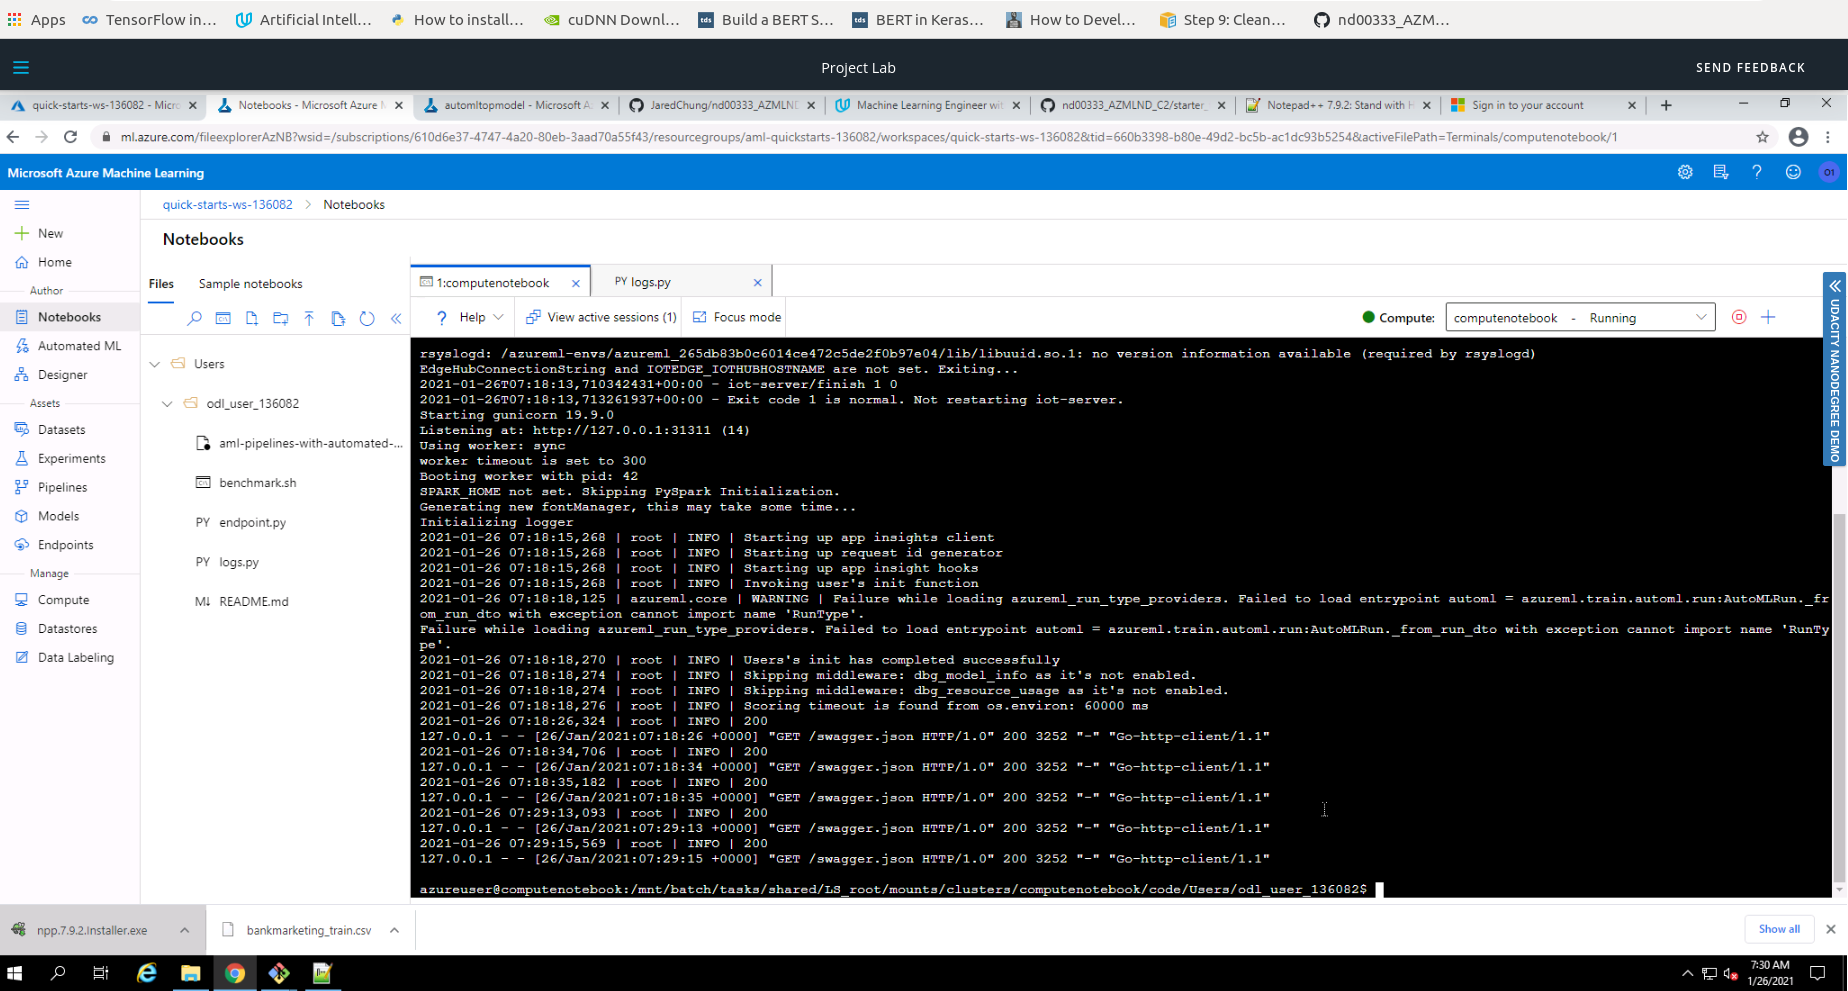 Apps TensorFlow in... Artificial Intell... How to install... cuDNN Downl... Build a BERT S... BERT in Keras... How to Devel... Step 9: Clean... nd00333_AZM...
Project Lab
SEND FEEDBACK
quick-starts-ws-136082 - Micro Notebooks - Microsoft Azure M automltopmodel - Microsoft A JaredChung/nd00333_AZMLND Machine Learning Engineer wit nd00333_AZMLND_C2/starter_ Notepad++ 7.9.2: Stand with H Sign in to your account
ml.azure.com/fileexplorerAzNB?wsid=/subscriptions/610d6e37-4747-4a20-80eb-3aad70a55f43/resourcegroups/aml-quickstarts-136082/workspaces/quick-starts-ws-136082&tid=660b3398-b80e-49d2-bc5b-ac1dc93b5254&activeFilePath=Terminals/computenotebook/1
Microsoft Azure Machine Learning
O1
quick-starts-ws-136082 > Notebooks
Notebooks
New
Home
Author
Notebooks
Automated ML
Designer
Assets
Datasets
Experiments
Pipelines
Models
Endpoints
Manage
Compute
Datastores
Data Labeling
Files Sample notebooks
Users
odl_user_136082
aml-pipelines-with-automated-...
benchmark.sh
PY endpoint.py
PY logs.py
M↓ README.md
1:computenotebook PY logs.py
Help View active sessions (1) Focus mode Compute: computenotebook - Running
UDACITY NANODEGREE DEMO
rsyslogd: /azureml-envs/azureml_265db83b0c6014ce472c5de2f0b97e04/lib/libuuid.so.1: no version information available (required by rsyslogd)
EdgeHubConnectionString and IOTEDGE_IOTHUBHOSTNAME are not set. Exiting...
2021-01-26T07:18:13,710342431+00:00 - iot-server/finish 1 0
2021-01-26T07:18:13,713261937+00:00 - Exit code 1 is normal. Not restarting iot-server.
Starting gunicorn 19.9.0
Listening at: http://127.0.0.1:31311 (14)
Using worker: sync
worker timeout is set to 300
Booting worker with pid: 42
SPARK_HOME not set. Skipping PySpark Initialization.
Generating new fontManager, this may take some time...
Initializing logger
2021-01-26 07:18:15,268 | root | INFO | Starting up app insights client
2021-01-26 07:18:15,268 | root | INFO | Starting up request id generator
2021-01-26 07:18:15,268 | root | INFO | Starting up app insight hooks
2021-01-26 07:18:15,268 | root | INFO | Invoking user's init function
2021-01-26 07:18:18,125 | azureml.core | WARNING | Failure while loading azureml_run_type_providers. Failed to load entrypoint automl = azureml.train.automl.run:AutoMLRun._fr
om_run_dto with exception cannot import name 'RunType'.
Failure while loading azureml_run_type_providers. Failed to load entrypoint automl = azureml.train.automl.run:AutoMLRun._from_run_dto with exception cannot import name 'RunTy
pe'.
2021-01-26 07:18:18,270 | root | INFO | Users's init has completed successfully
2021-01-26 07:18:18,274 | root | INFO | Skipping middleware: dbg_model_info as it's not enabled.
2021-01-26 07:18:18,274 | root | INFO | Skipping middleware: dbg_resource_usage as it's not enabled.
2021-01-26 07:18:18,276 | root | INFO | Scoring timeout is found from os.environ: 60000 ms
2021-01-26 07:18:26,324 | root | INFO | 200
127.0.0.1 - - [26/Jan/2021:07:18:26 +0000] "GET /swagger.json HTTP/1.0" 200 3252 "-" "Go-http-client/1.1"
2021-01-26 07:18:34,706 | root | INFO | 200
127.0.0.1 - - [26/Jan/2021:07:18:34 +0000] "GET /swagger.json HTTP/1.0" 200 3252 "-" "Go-http-client/1.1"
2021-01-26 07:18:35,182 | root | INFO | 200
127.0.0.1 - - [26/Jan/2021:07:18:35 +0000] "GET /swagger.json HTTP/1.0" 200 3252 "-" "Go-http-client/1.1"
2021-01-26 07:29:13,093 | root | INFO | 200
127.0.0.1 - - [26/Jan/2021:07:29:13 +0000] "GET /swagger.json HTTP/1.0" 200 3252 "-" "Go-http-client/1.1"
2021-01-26 07:29:15,569 | root | INFO | 200
127.0.0.1 - - [26/Jan/2021:07:29:15 +0000] "GET /swagger.json HTTP/1.0" 200 3252 "-" "Go-http-client/1.1"
azureuser@computenotebook:/mnt/batch/tasks/shared/LS_root/mounts/clusters/computenotebook/code/Users/odl_user_136082$
npp.7.9.2.Installer.exe bankmarketing_train.csv Show all
7:30 AM
1/26/2021